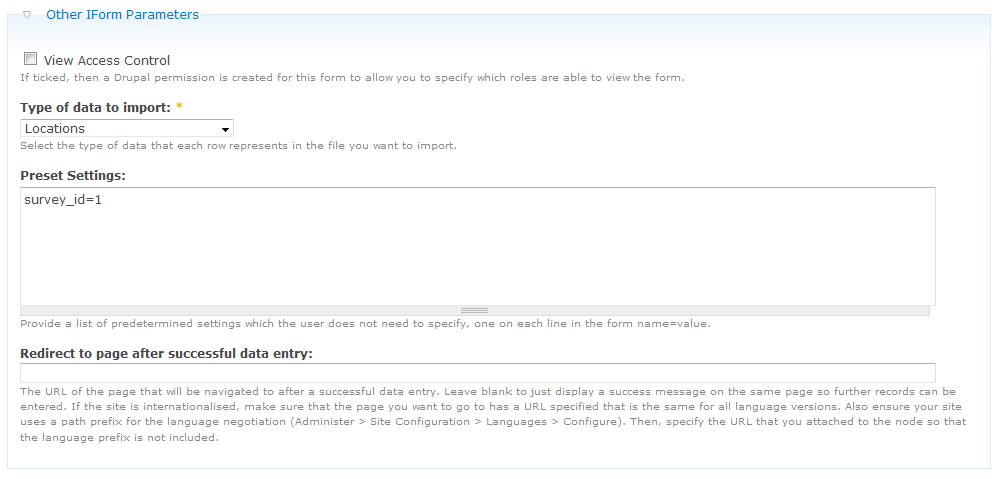 Other IForm Parameters
View Access Control
If ticked, then a Drupal permission is created for this form to allow you to specify which roles are able to view the form.
Type of data to import: *
Locations
Select the type of data that each row represents in the file you want to import.
Preset Settings:
survey_id=1
Provide a list of predetermined settings which the user does not need to specify, one on each line in the form name=value.
Redirect to page after successful data entry:
The URL of the page that will be navigated to after a successful data entry. Leave blank to just display a success message on the same page so further records can be
entered. If the site is internationalised, make sure that the page you want to go to has a URL specified that is the same for all language versions. Also ensure your site
uses a path prefix for the language negotiation (Administer > Site Configuration > Languages > Configure). Then, specify the URL that you attached to the node so that
the language prefix is not included.